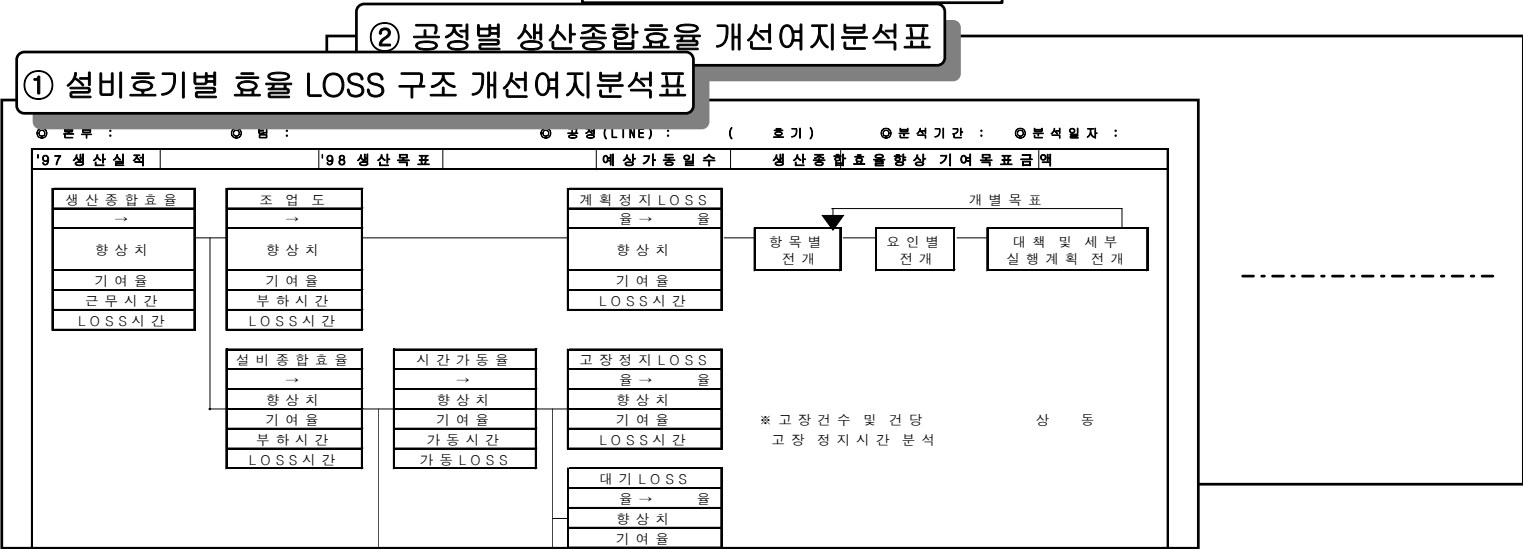 ② 공정별 생산종합효율 개선여지분석표
① 설비호기별 효율 LOSS 구조 개선여지분석표
◎ 본부 : ◎ 팀 : ◎ 공정(LINE) : ( 호기) ◎분석기간 : ◎분석일자 :
'97 생산실적 '98 생산목표 예상가동일수 생산종합효율향상 기여목표금액
생산종합효율 조 업 도 계획정지LOSS 개별목표
→ → 율→ 율
향상치 향상치 향상치 항목별 요인별 대책 및 세부
전개 전개 실행계획 전개
기여율 기여율 기여율
근무시간 부하시간 LOSS시간
LOSS시간 LOSS시간
설비종합효율 시간가동율 고장정지LOSS
→ → 율→ 율
향상치 향상치 향상치
기여율 기여율 기여율 ※고장건수 및 건당 상 동
부하시간 가동시간 LOSS시간 고장 정지시간 분석
LOSS시간 가동LOSS
대기LOSS
율→ 율
향상치
기여율